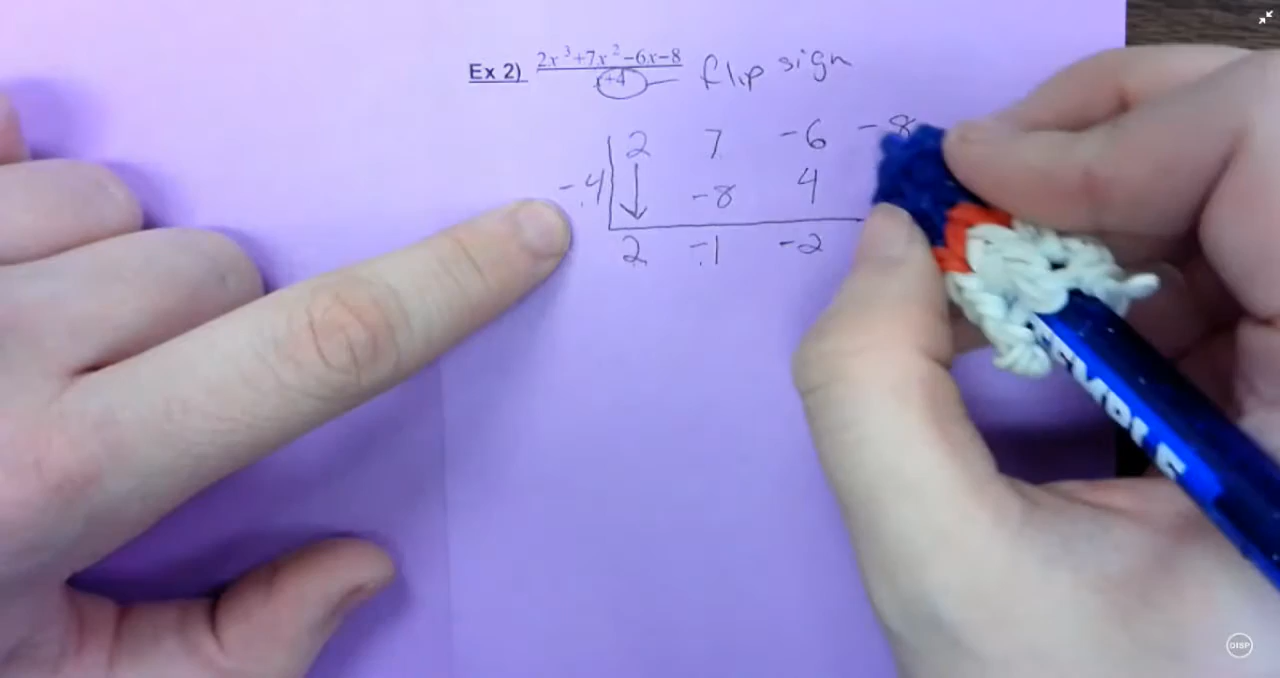 Ex 2) 2x³+7x²−6x−8 flip sign
x+4
2 7 -6 -8
-4 -8 4
2 -1 -2
DISP